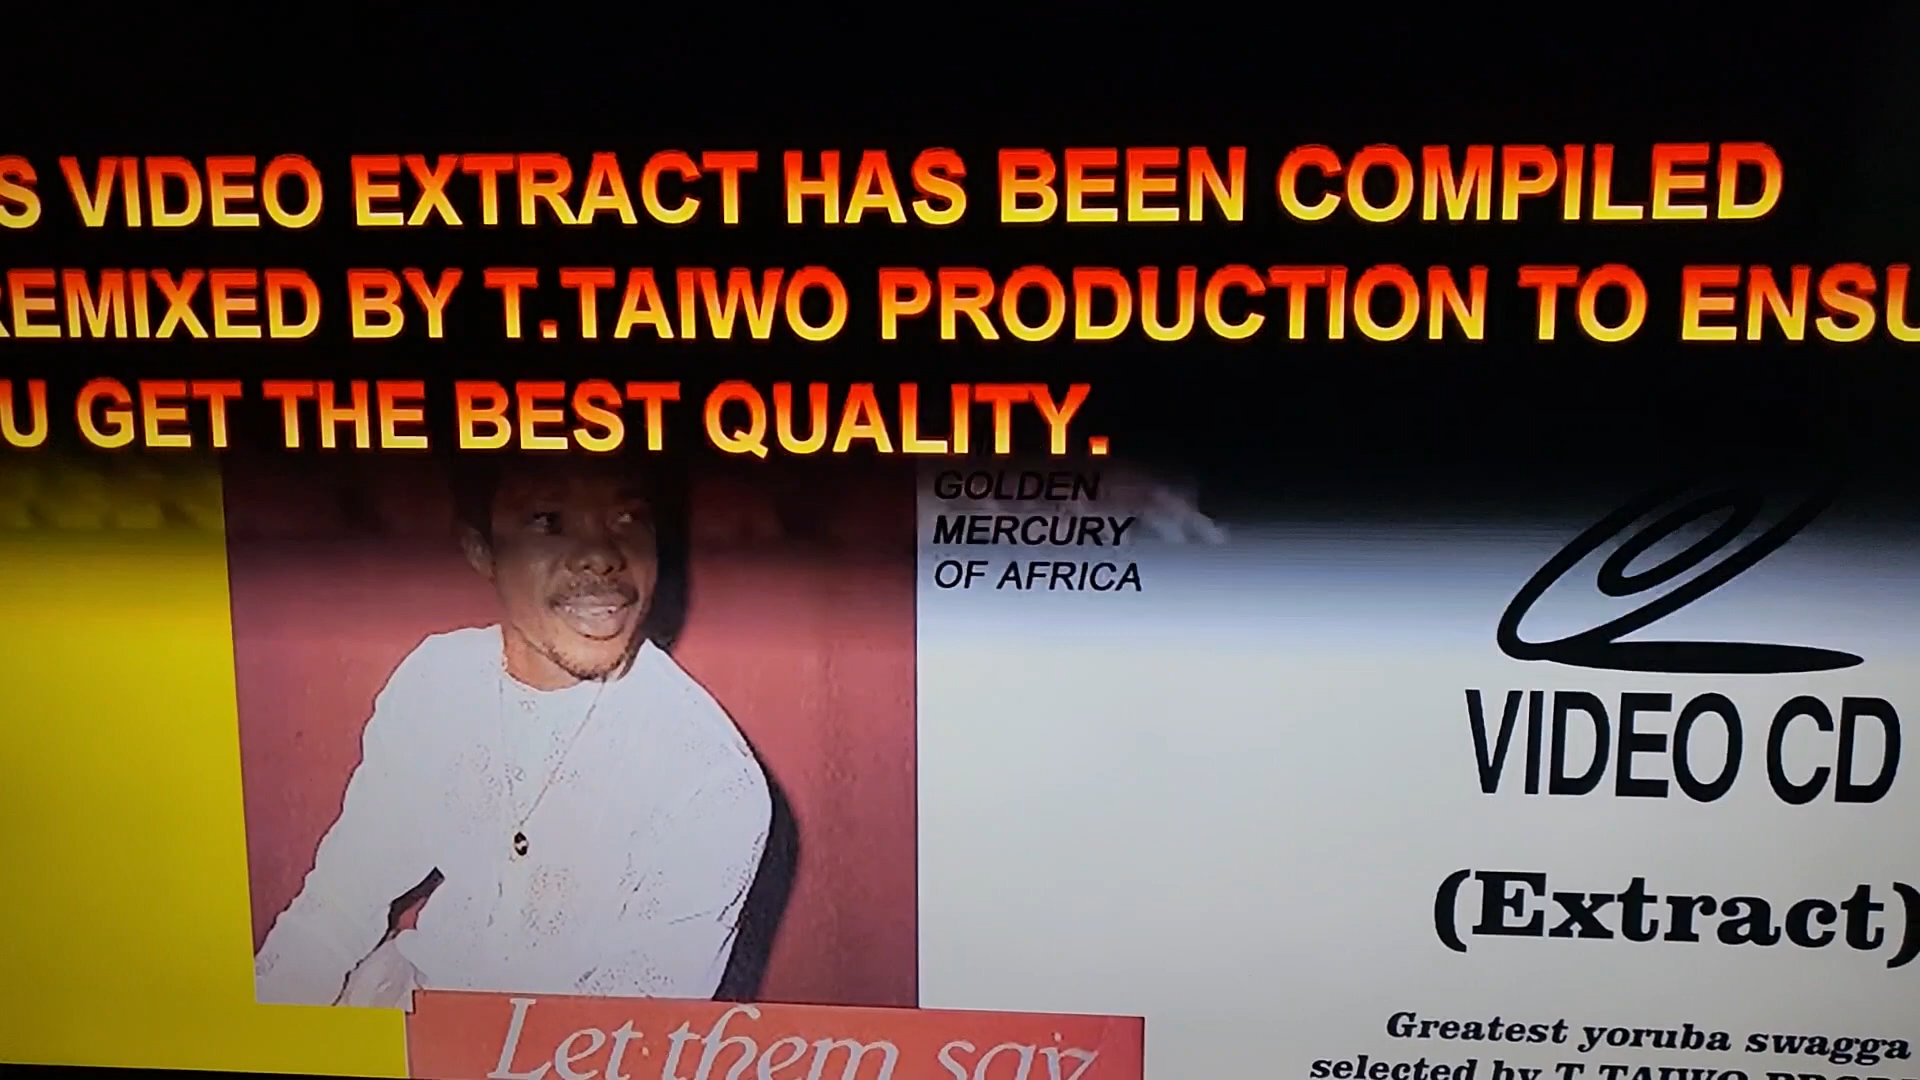 S VIDEO EXTRACT HAS BEEN COMPILED
REMIXED BY T.TAIWO PRODUCTION TO ENSU
U GET THE BEST QUALITY.
GOLDEN
MERCURY
OF AFRICA
VIDEO CD
(Extract)
Let them say
Greatest yoruba swagga
selected by T.TAIWO